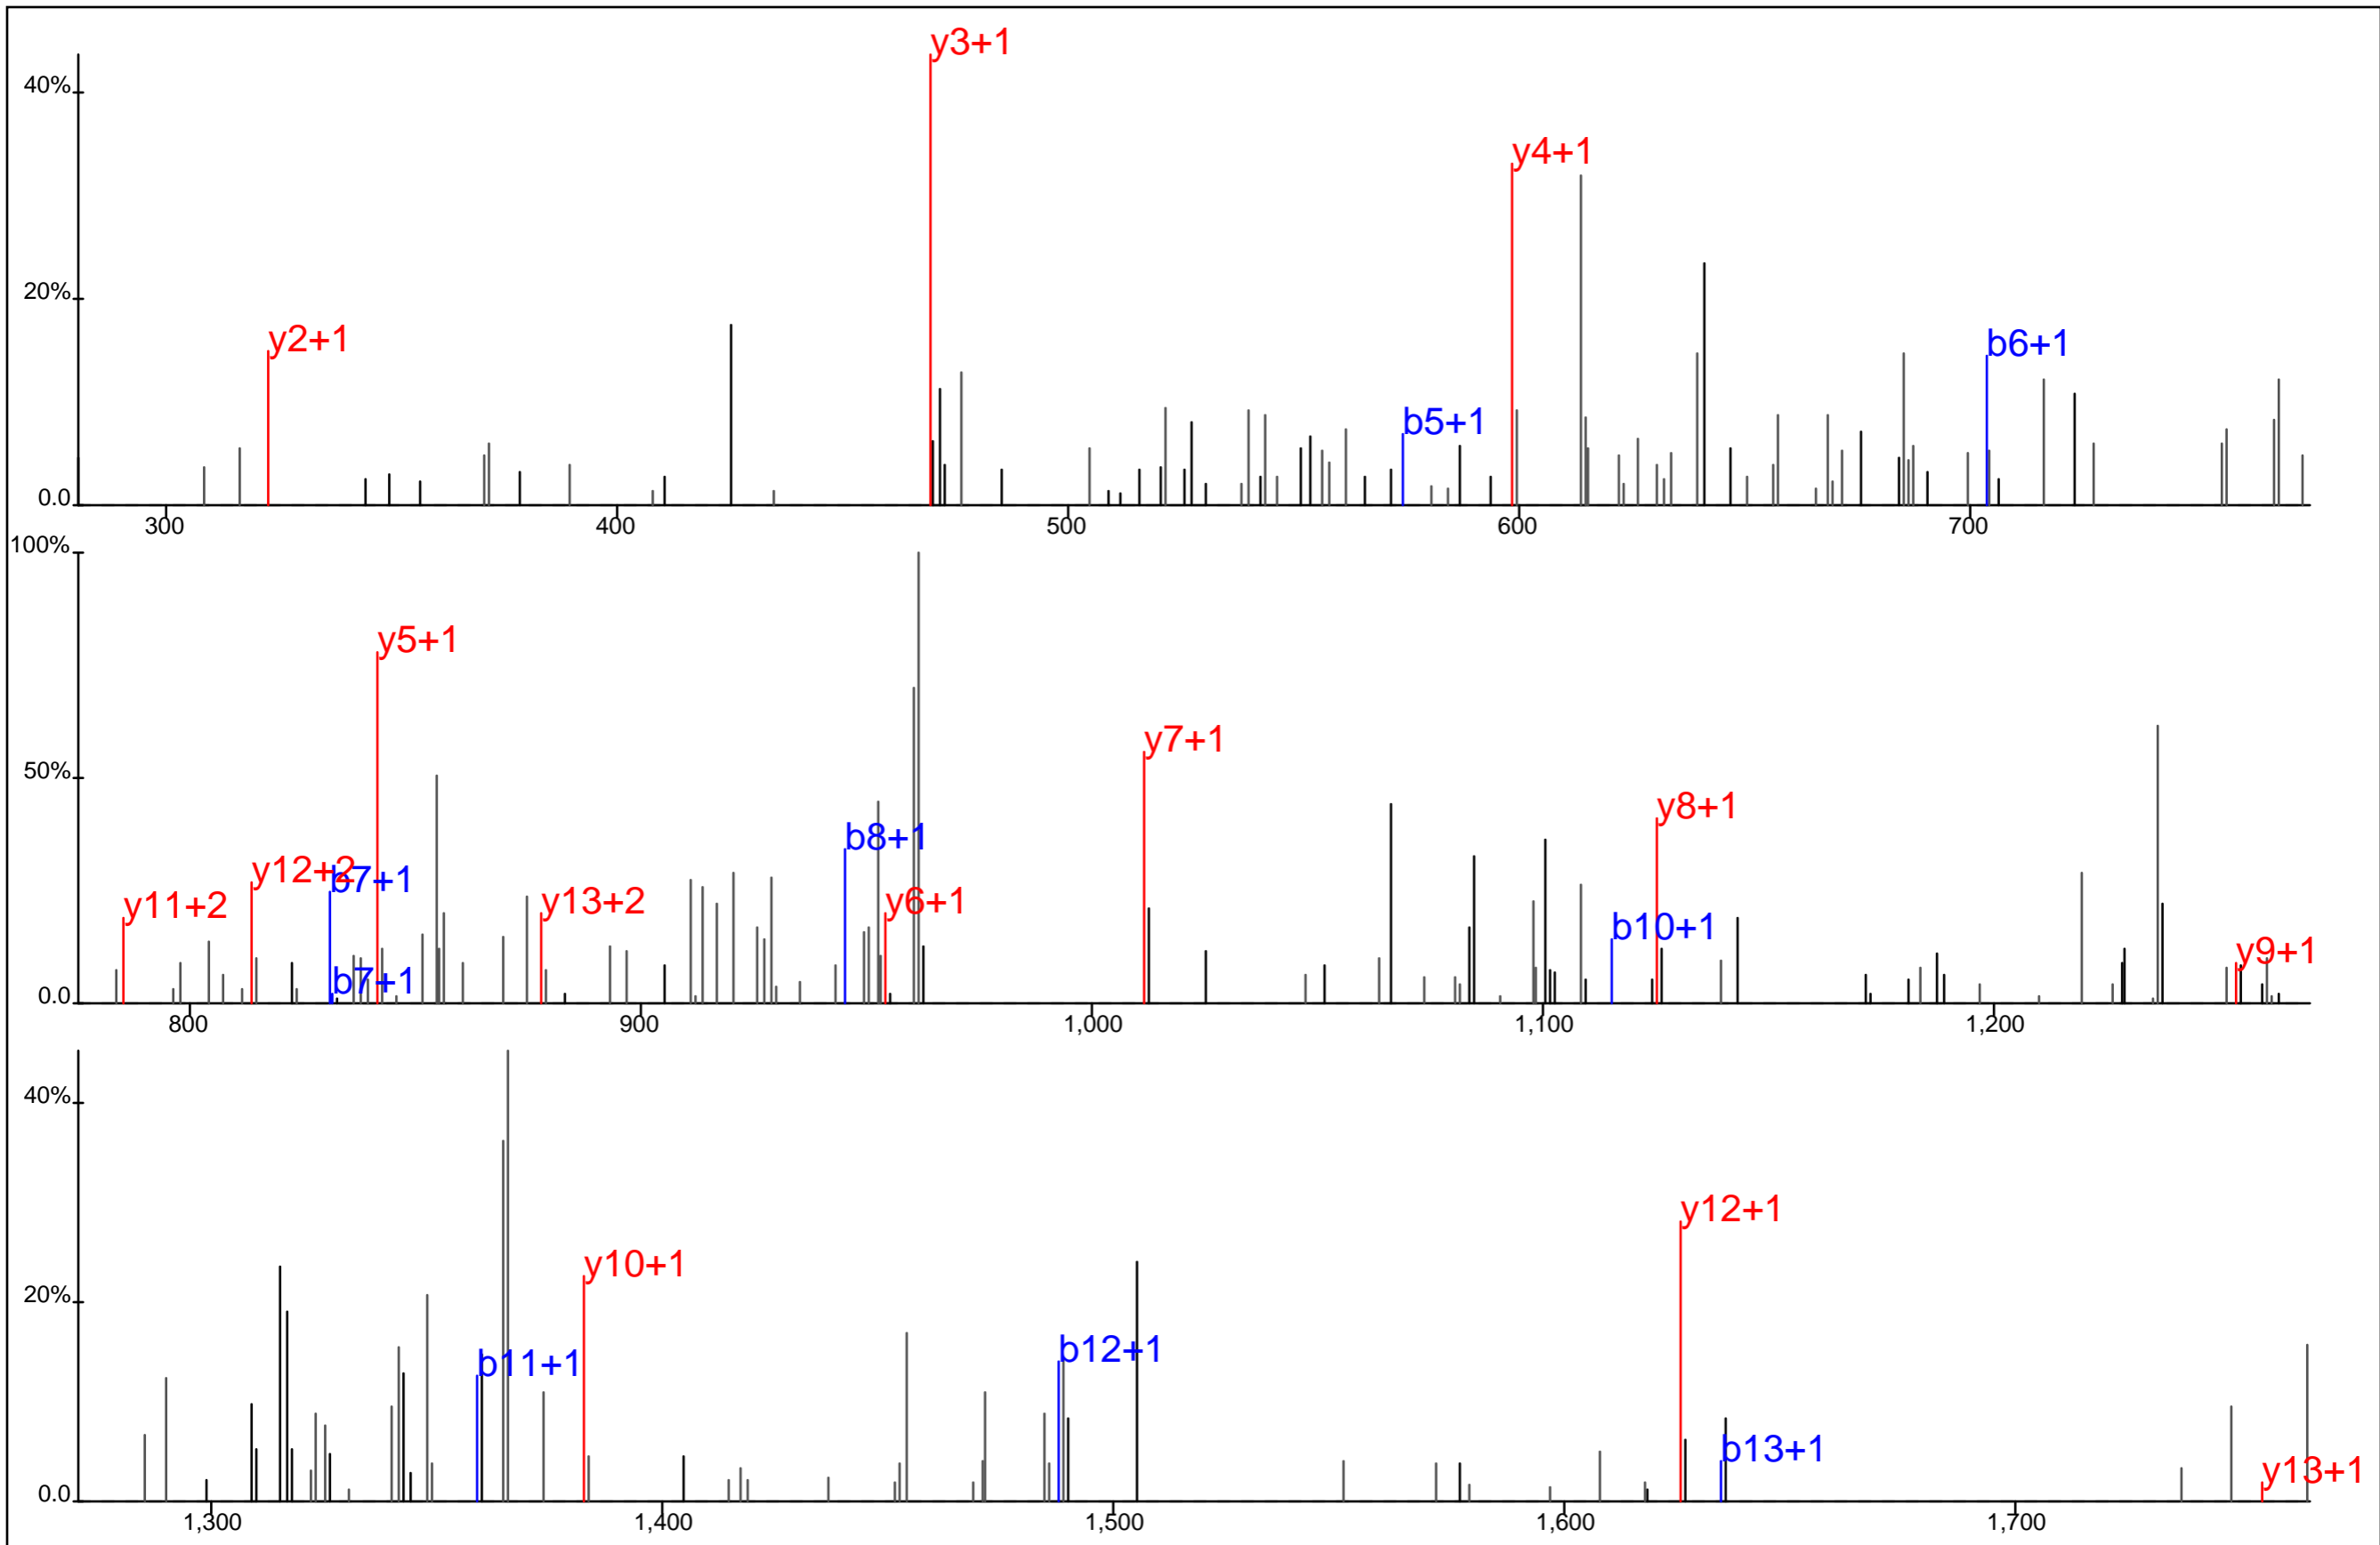 y3+1
40%
y4+1
20%
y2+1
b6+1
b5+1
0.0
300
400
500
600
700
100%
y5+1
50%
y7+1
y8+1
b8+1
y12+2
b7+1
y11+2
y13+2
y6+1
b10+1
y9+1
b7+1
0.0
800
900
1,000
1,100
1,200
40%
20%
y12+1
y10+1
b11+1
b12+1
b13+1
y13+1
0.0
1,300
1,400
1,500
1,600
1,700